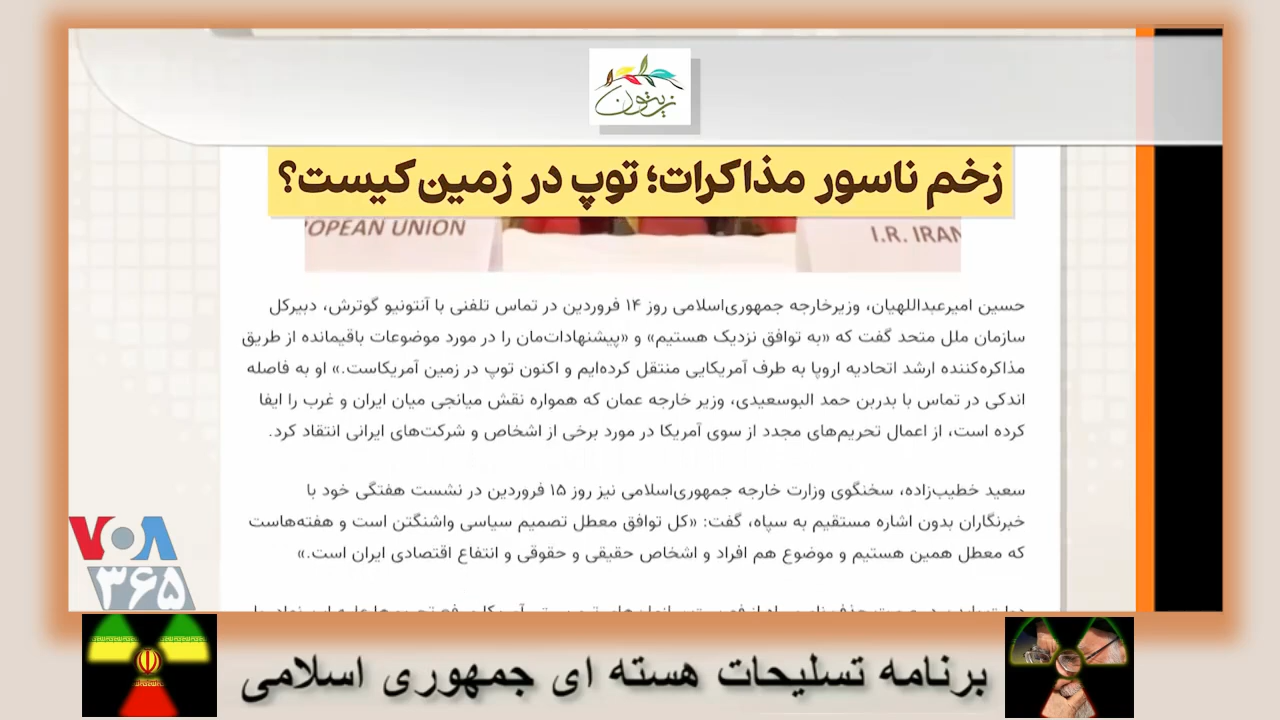 زیتون
زخم ناسور مذاکرات؛ توپ در زمین کیست؟
OPEAN UNION
I.R. IRAN
حسین امیرعبداللهیان، وزیرخارجه جمهوری‌اسلامی روز ۱۴ فروردین در تماس تلفنی با آنتونیو گوترش، دبیرکل
سازمان ملل متحد گفت که «به توافق نزدیک هستیم» و «پیشنهادات‌مان را در مورد موضوعات باقیمانده از طریق
مذاکره‌کننده ارشد اتحادیه اروپا به طرف آمریکایی منتقل کرده‌ایم و اکنون توپ در زمین آمریکاست.» او به فاصله
اندکی در تماس با بدربن حمد البوسعیدی، وزیر خارجه عمان که همواره نقش میانجی میان ایران و غرب را ایفا
کرده است، از اعمال تحریم‌های مجدد از سوی آمریکا در مورد برخی از اشخاص و شرکت‌های ایرانی انتقاد کرد.
سعید خطیب‌زاده، سخنگوی وزارت خارجه جمهوری‌اسلامی نیز روز ۱۵ فروردین در نشست هفتگی خود با
خبرنگاران بدون اشاره مستقیم به سپاه، گفت: «کل توافق معطل تصمیم سیاسی واشنگتن است و هفته‌هاست
که معطل همین هستیم و موضوع هم افراد و اشخاص حقیقی و حقوقی و انتفاع اقتصادی ایران است.»
VOA
۳۶۵
برنامه تسلیحات هسته ای جمهوری اسلامی